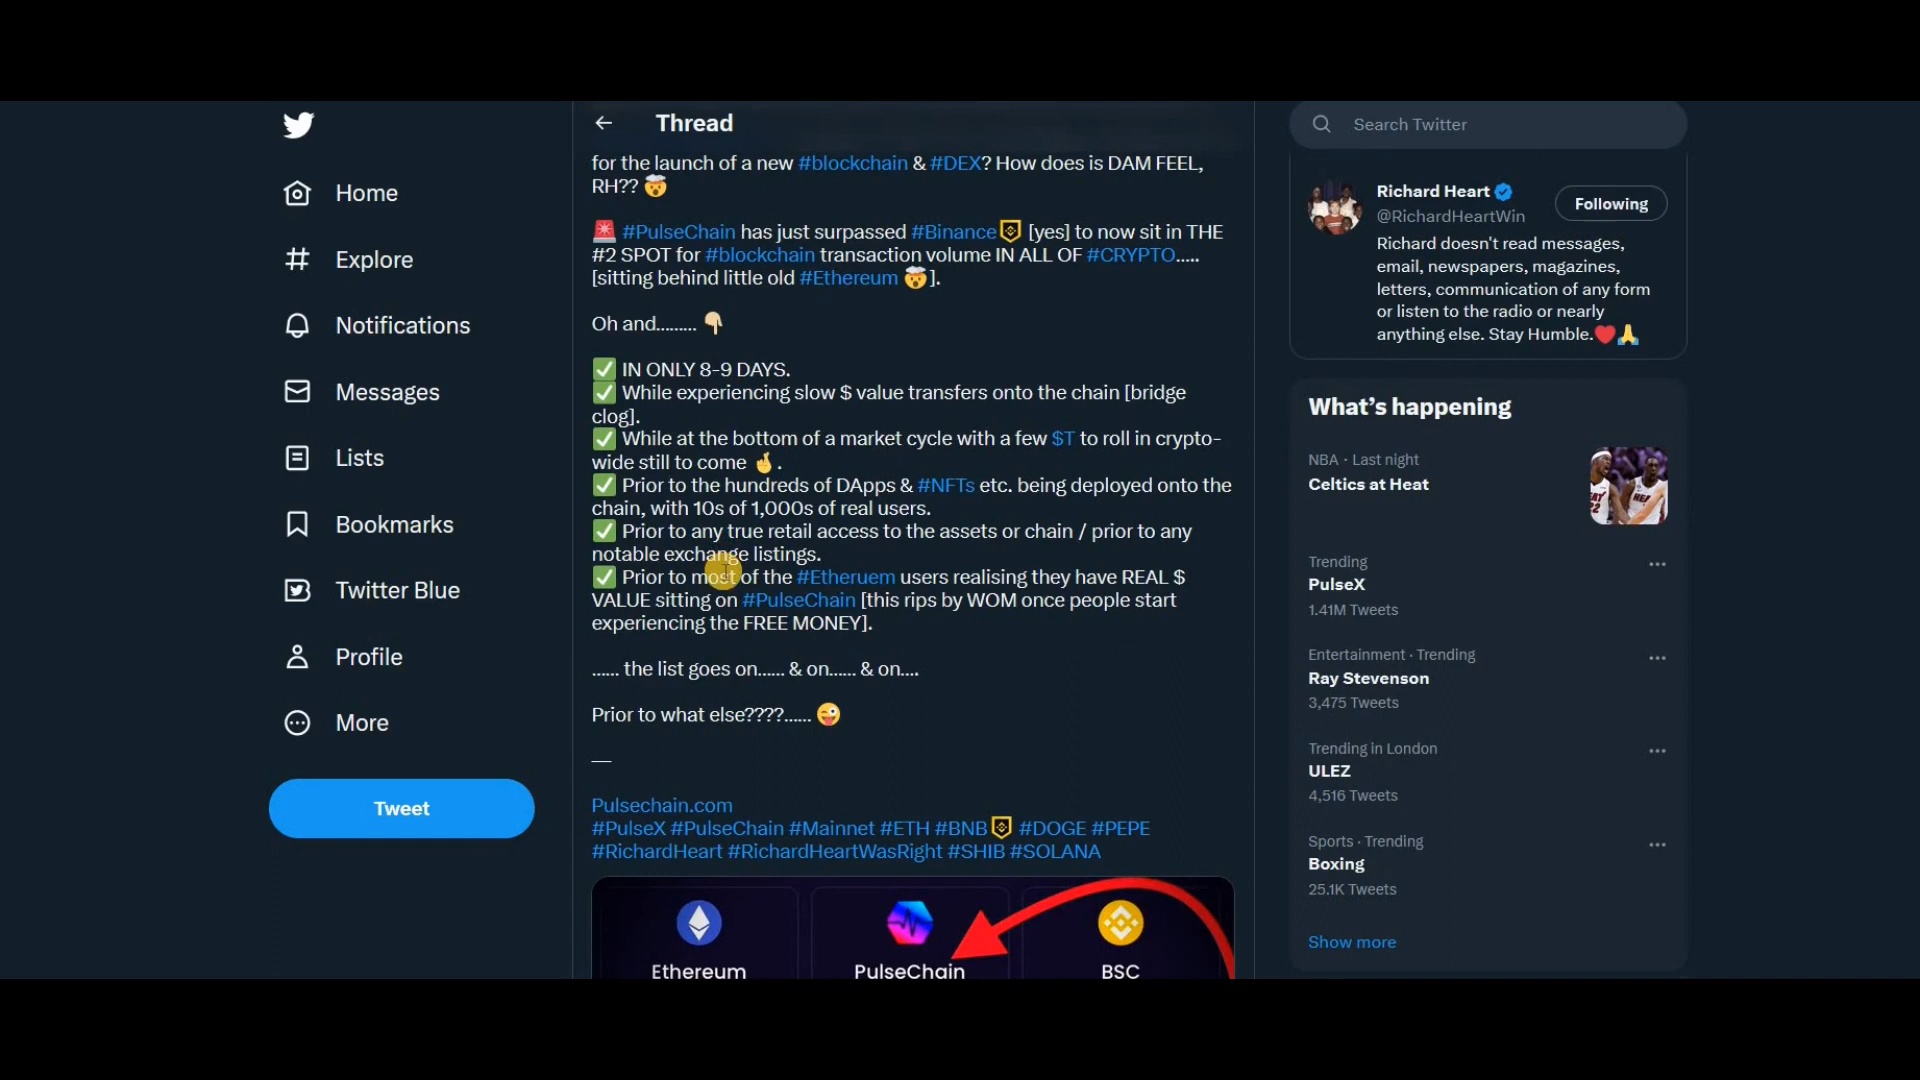 Home
Explore
Notifications
Messages
Lists
Bookmarks
Twitter Blue
Profile
More
Tweet
Thread
for the launch of a new #blockchain & #DEX? How does is DAM FEEL,
RH?? 🤯
🚨 #PulseChain has just surpassed #Binance [yes] to now sit in THE
#2 SPOT for #blockchain transaction volume IN ALL OF #CRYPTO.....
[sitting behind little old #Ethereum 🤯].
Oh and......... 👇🏻
✅ IN ONLY 8-9 DAYS.
✅ While experiencing slow $ value transfers onto the chain [bridge
clog].
✅ While at the bottom of a market cycle with a few $T to roll in crypto-
wide still to come 🤞.
✅ Prior to the hundreds of DApps & #NFTs etc. being deployed onto the
chain, with 10s of 1,000s of real users.
✅ Prior to any true retail access to the assets or chain / prior to any
notable exchange listings.
✅ Prior to most of the #Etheruem users realising they have REAL $
VALUE sitting on #PulseChain [this rips by WOM once people start
experiencing the FREE MONEY].
...... the list goes on...... & on...... & on....
Prior to what else????...... 😜
—
Pulsechain.com
#PulseX #PulseChain #Mainnet #ETH #BNB #DOGE #PEPE
#RichardHeart #RichardHeartWasRight #SHIB #SOLANA
Ethereum
PulseChain
BSC
Search Twitter
Richard Heart
@RichardHeartWin
Following
Richard doesn't read messages,
email, newspapers, magazines,
letters, communication of any form
or listen to the radio or nearly
anything else. Stay Humble.❤️🙏
What's happening
NBA · Last night
Celtics at Heat
Trending
PulseX
1.41M Tweets
Entertainment · Trending
Ray Stevenson
3,475 Tweets
Trending in London
ULEZ
4,516 Tweets
Sports · Trending
Boxing
25.1K Tweets
Show more